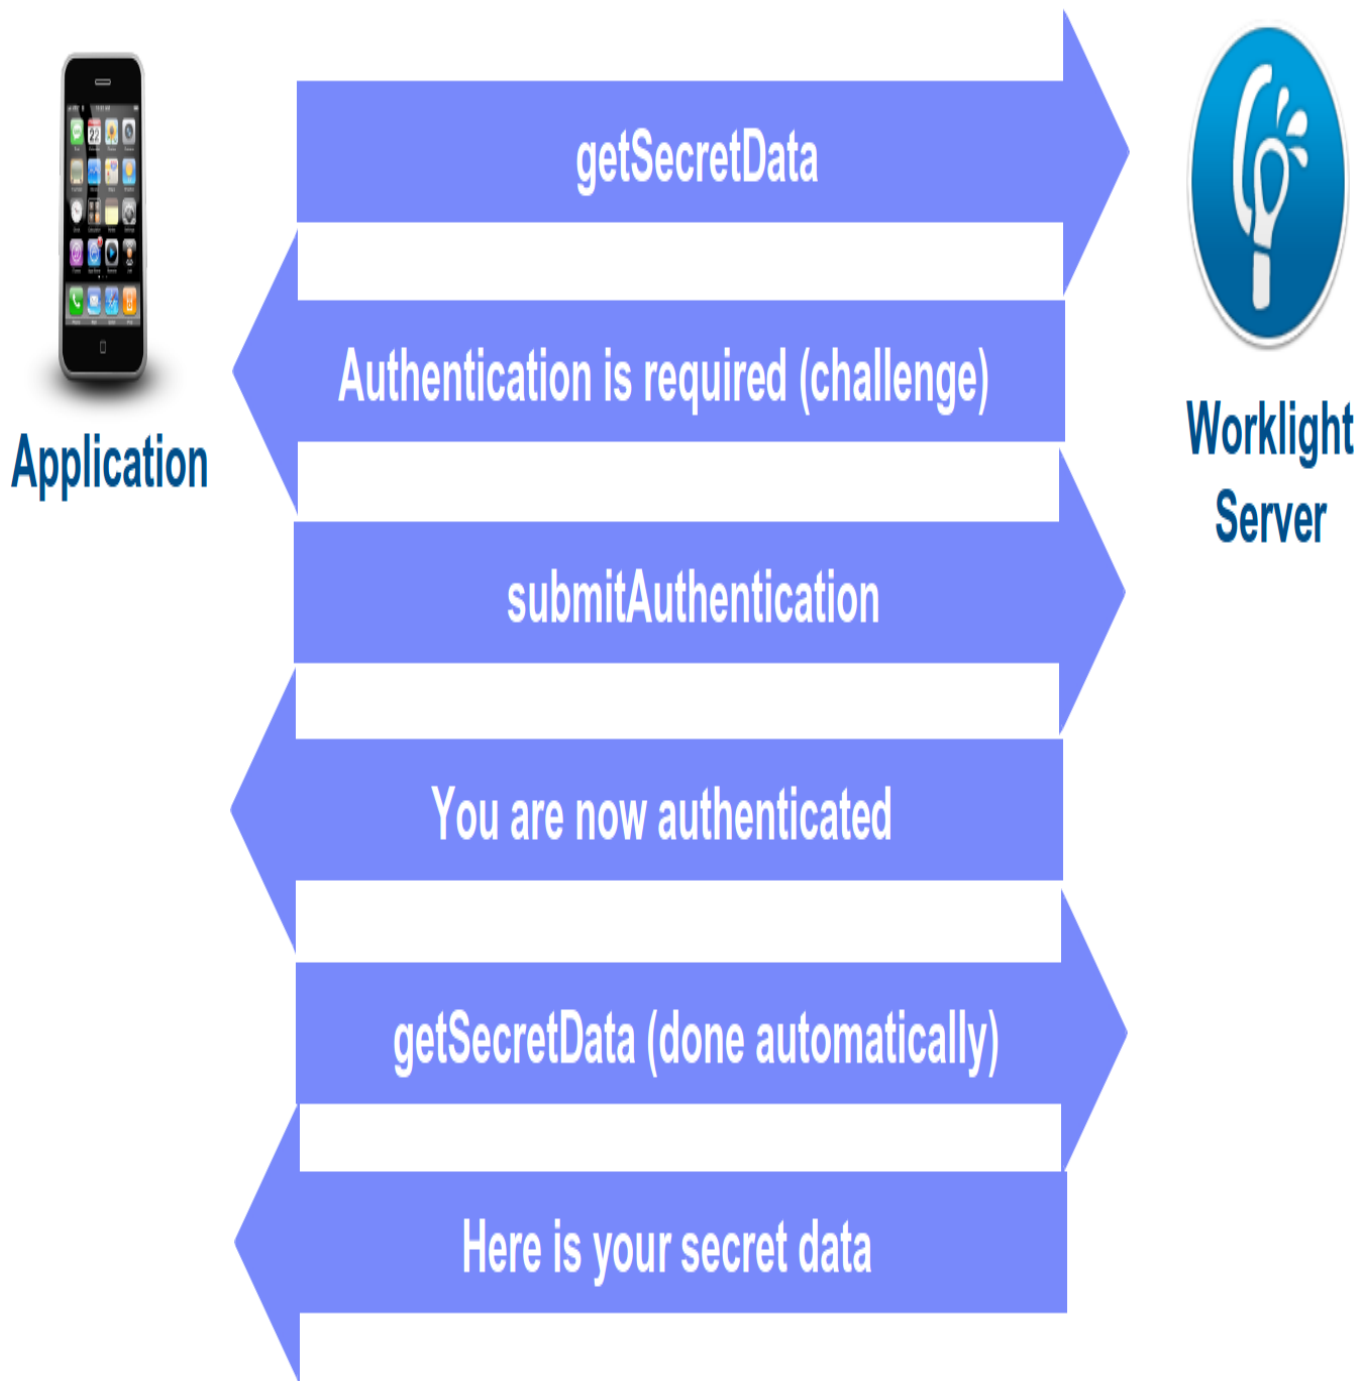 getSecretData
Authentication is required (challenge)
Application
Worklight
Server
submitAuthentication
You are now authenticated
getSecretData (done automatically)
Here is your secret data